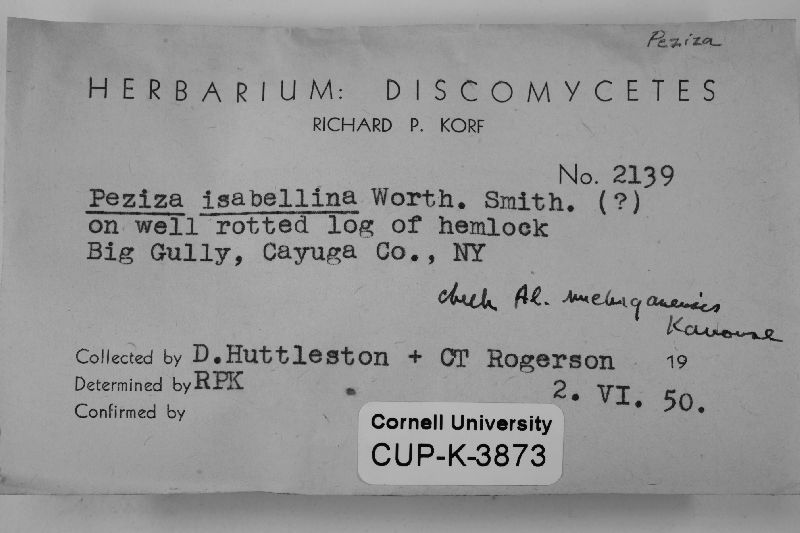 Peziza
HERBARIUM: DISCOMYCETES
RICHARD P. KORF
No. 2139
Peziza isabellina Worth. Smith. (?)
on well rotted log of hemlock
Big Gully, Cayuga Co., NY
check Al. michiganensis
Kanouse
Collected by D.Huttleston + CT Rogerson 19
Determined by RPK 2. VI. 50.
Confirmed by
Cornell University
CUP-K-3873